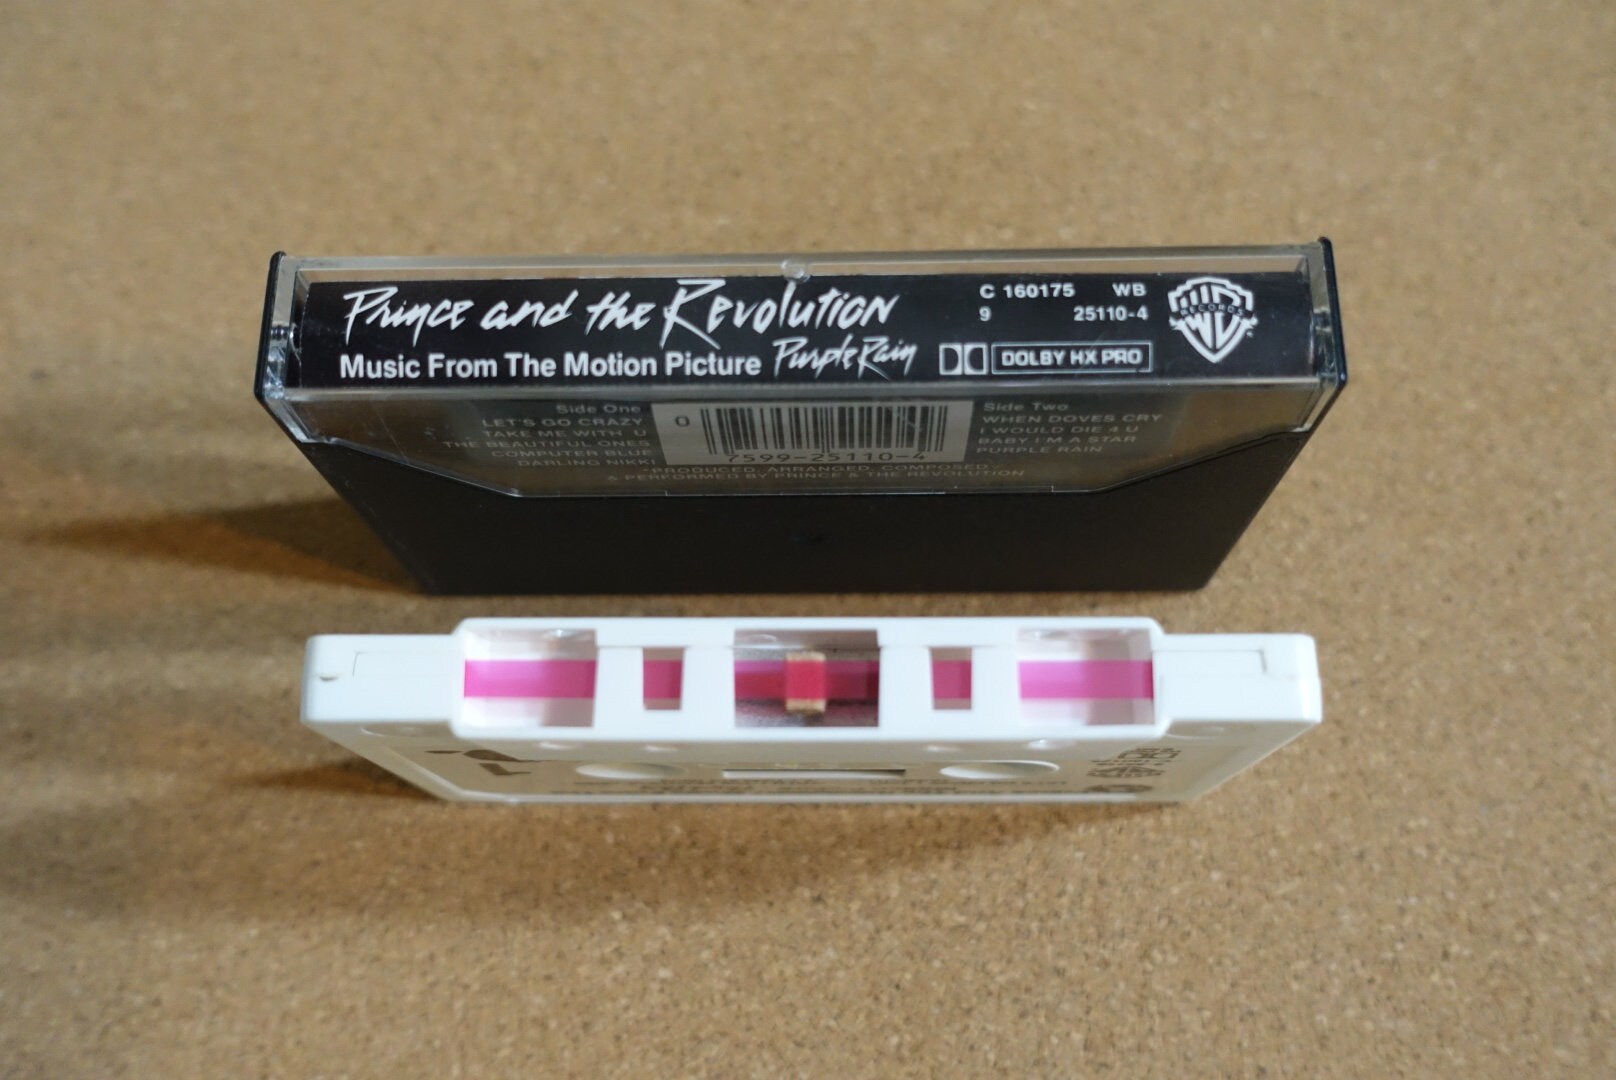 Prince and the Revolution
Music From The Motion Picture Purple Rain
C 160175 WB
9 25110-4
DOLBY HX PRO
WB
RECORDS
Side One
LET'S GO CRAZY
TAKE ME WITH U
THE BEAUTIFUL ONES
COMPUTER BLUE
DARLING NIKKI
0 7599-25110-4
Side Two
WHEN DOVES CRY
I WOULD DIE 4 U
BABY I'M A STAR
PURPLE RAIN
PRODUCED, ARRANGED, COMPOSED
& PERFORMED BY PRINCE & THE REVOLUTION